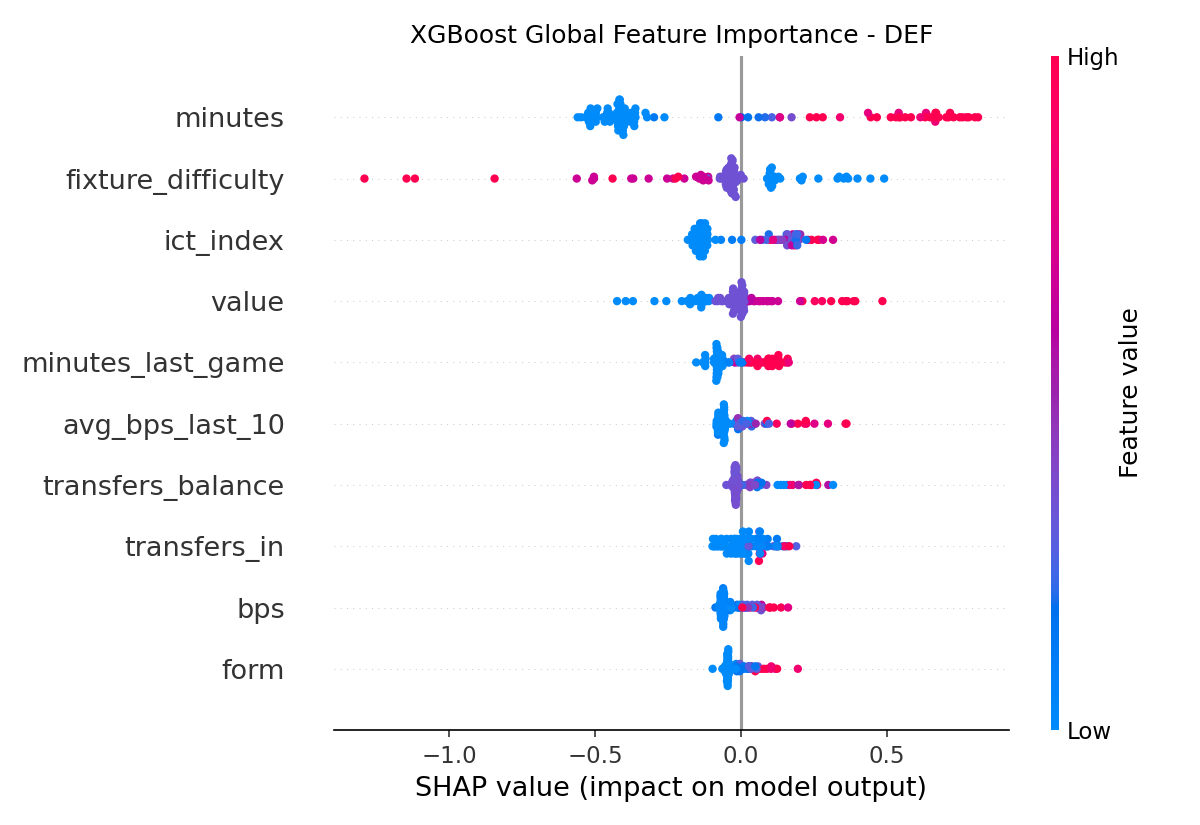 XGBoost Global Feature Importance - DEF
High
minutes
fixture_difficulty
ict_index
value
minutes_last_game
avg_bps_last_10
transfers_balance
transfers_in
bps
form
Feature value
Low
−1.0 −0.5 0.0 0.5
SHAP value (impact on model output)